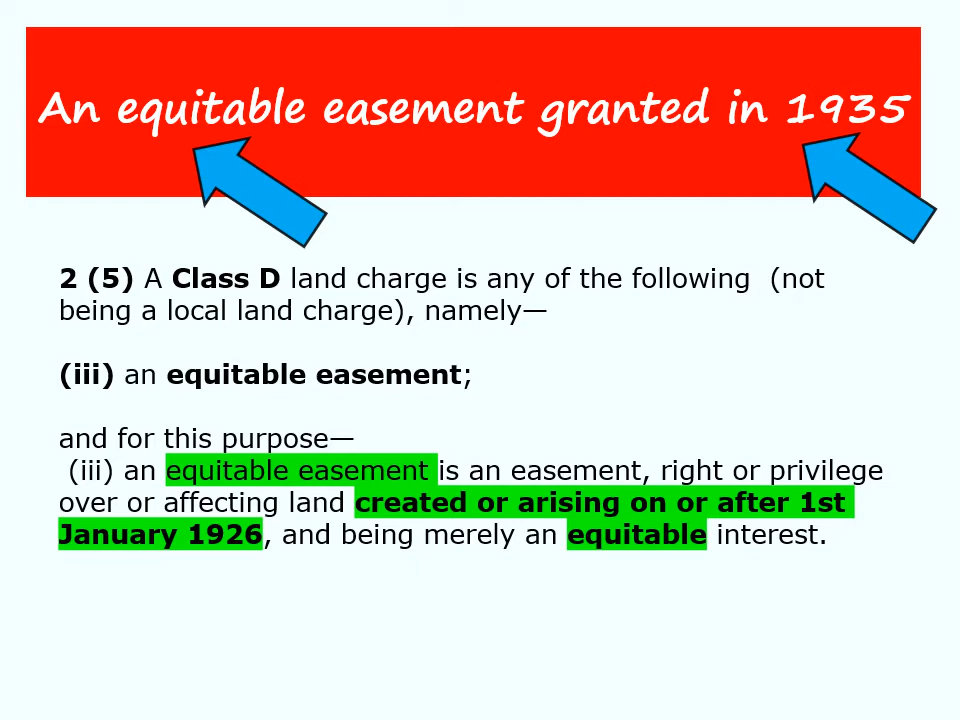 An equitable easement granted in 1935
2 (5) A Class D land charge is any of the following  (not
being a local land charge), namely—
(iii) an equitable easement;
and for this purpose—
(iii) an equitable easement is an easement, right or privilege
over or affecting land created or arising on or after 1st
January 1926, and being merely an equitable interest.